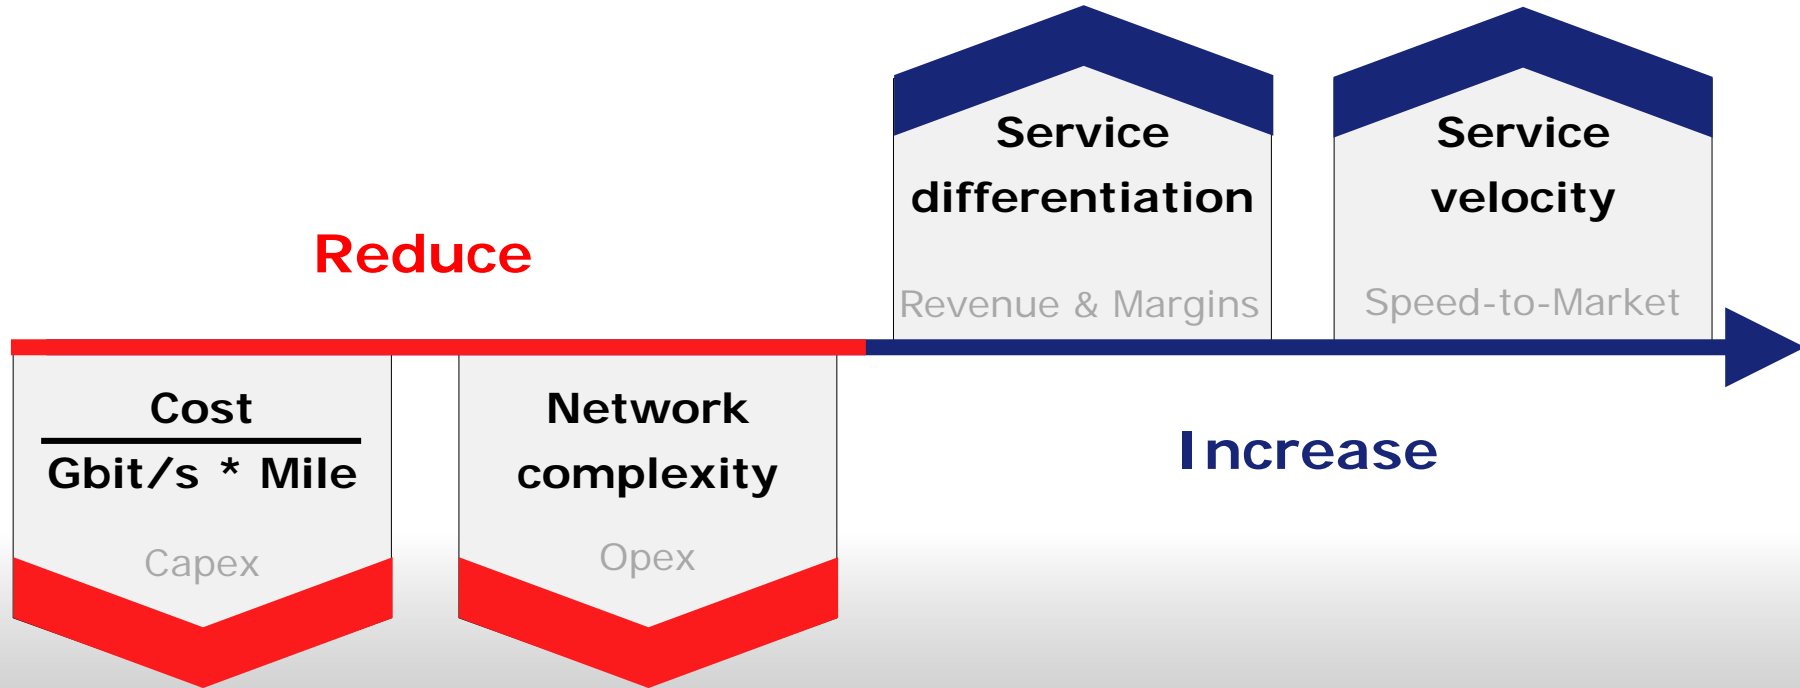 Service
differentiation
Revenue & Margins
Service
velocity
Speed-to-Market
Reduce
Increase
Cost
Gbit/s * Mile
Capex
Network
complexity
Opex